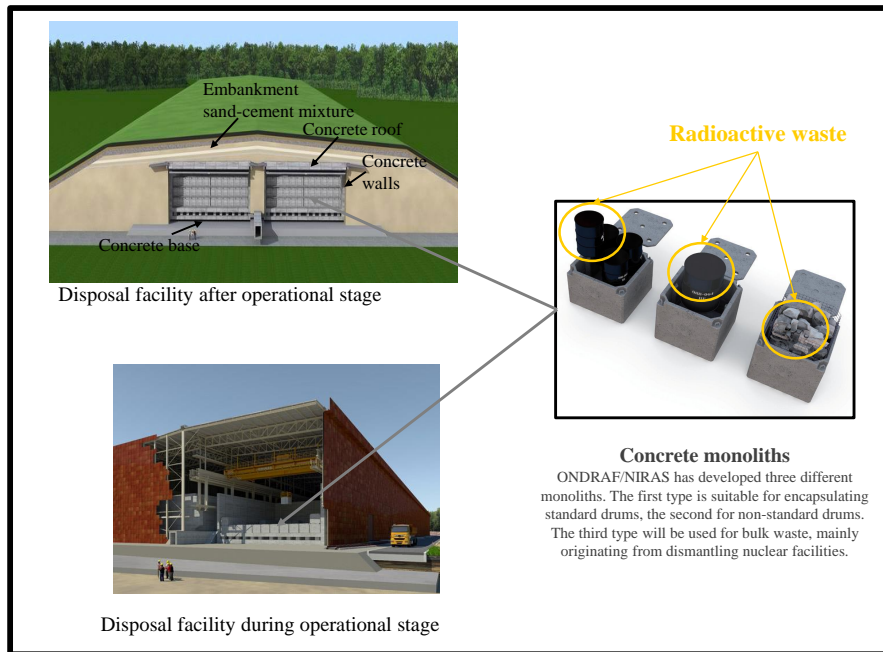 Embankment
sand-cement mixture
Concrete roof
Concrete
walls
Concrete base
Disposal facility after operational stage
Radioactive waste
Concrete monoliths
ONDRAF/NIRAS has developed three different
monoliths. The first type is suitable for encapsulating
standard drums, the second for non-standard drums.
The third type will be used for bulk waste, mainly
originating from dismantling nuclear facilities.
Disposal facility during operational stage